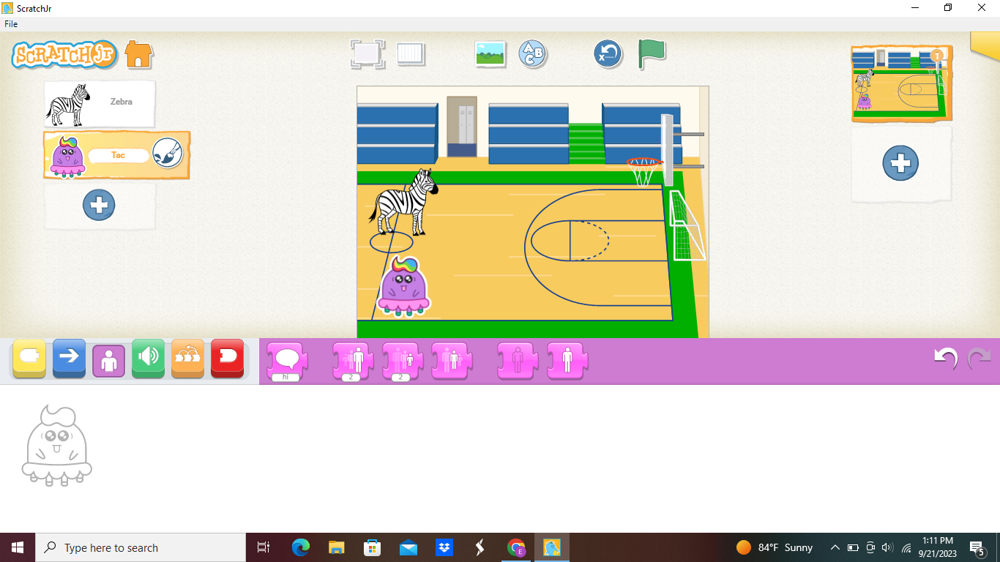 ScratchJr
File
SCRATCHJr
ABC
x
1
Zebra
Tac
hi
2
2
Type here to search
84°F Sunny
1:11 PM
9/21/2023
E
5